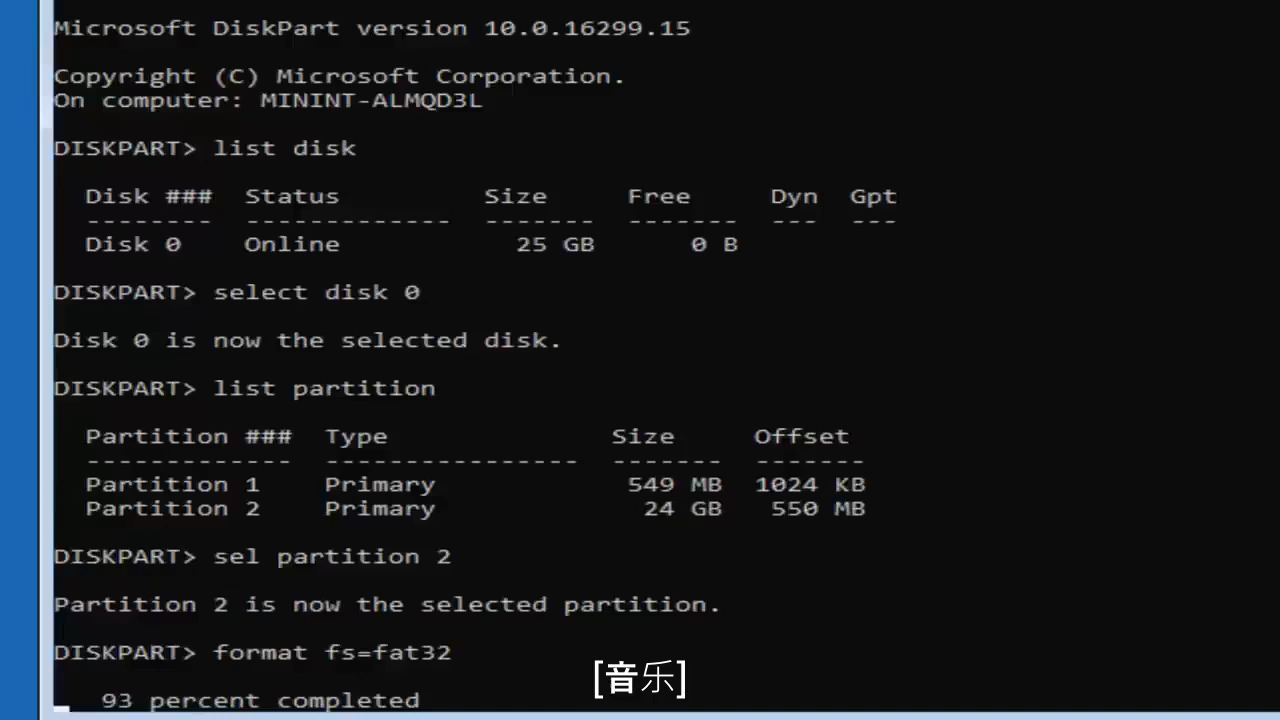 Microsoft DiskPart version 10.0.16299.15
Copyright (C) Microsoft Corporation.
On computer: MININT-ALMQD3L
DISKPART> list disk
Disk ###  Status         Size     Free     Dyn  Gpt
--------  -------------  -------  -------  ---  ---
Disk 0    Online           25 GB      0 B
DISKPART> select disk 0
Disk 0 is now the selected disk.
DISKPART> list partition
Partition ###  Type              Size     Offset
-------------  ----------------  -------  -------
Partition 1    Primary            549 MB  1024 KB
Partition 2    Primary             24 GB   550 MB
DISKPART> sel partition 2
Partition 2 is now the selected partition.
DISKPART> format fs=fat32
93 percent completed
[音乐]